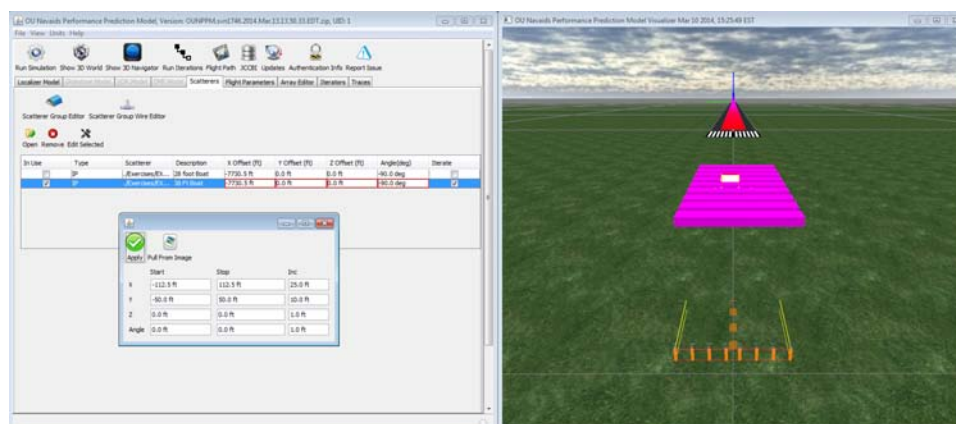 OU Navaids Performance Prediction Model, Version: OUNPPM.svn1746.2014.Mar.13.13.50.33.EDT.zip, UID: 1
File View Units Help
Run Simulation Show 3D World Show 3D Navigator Run Iterations Flight Path Updates Authentication Info Report Issue
Localizer Model Scatterers Flight Parameters Array Editor Iterators Traces
Scatterer Group Editor Scatterer Group Wire Editor
Open Remove Edit Selected
In Use Type Scatterer Description X Offset (ft) Y Offset (ft) Z Offset (ft) Angle(deg) Iterate
IP ./Exercises/EX... 28 foot Boat -7730.5 ft 0.0 ft 0.0 ft -90.0 deg
IP ./Exercises/EX... 38 Ft Boat -7730.5 ft 0.0 ft 0.0 ft -90.0 deg
Apply Pull From Image
Start Stop Inc
X -112.5 ft 112.5 ft 25.0 ft
Y -50.0 ft 50.0 ft 10.0 ft
Z 0.0 ft 0.0 ft 1.0 ft
Angle 0.0 ft 0.0 ft 1.0 ft
OU Navaids Performance Prediction Model Visualizer Mar 10 2014, 15:25:49 EST